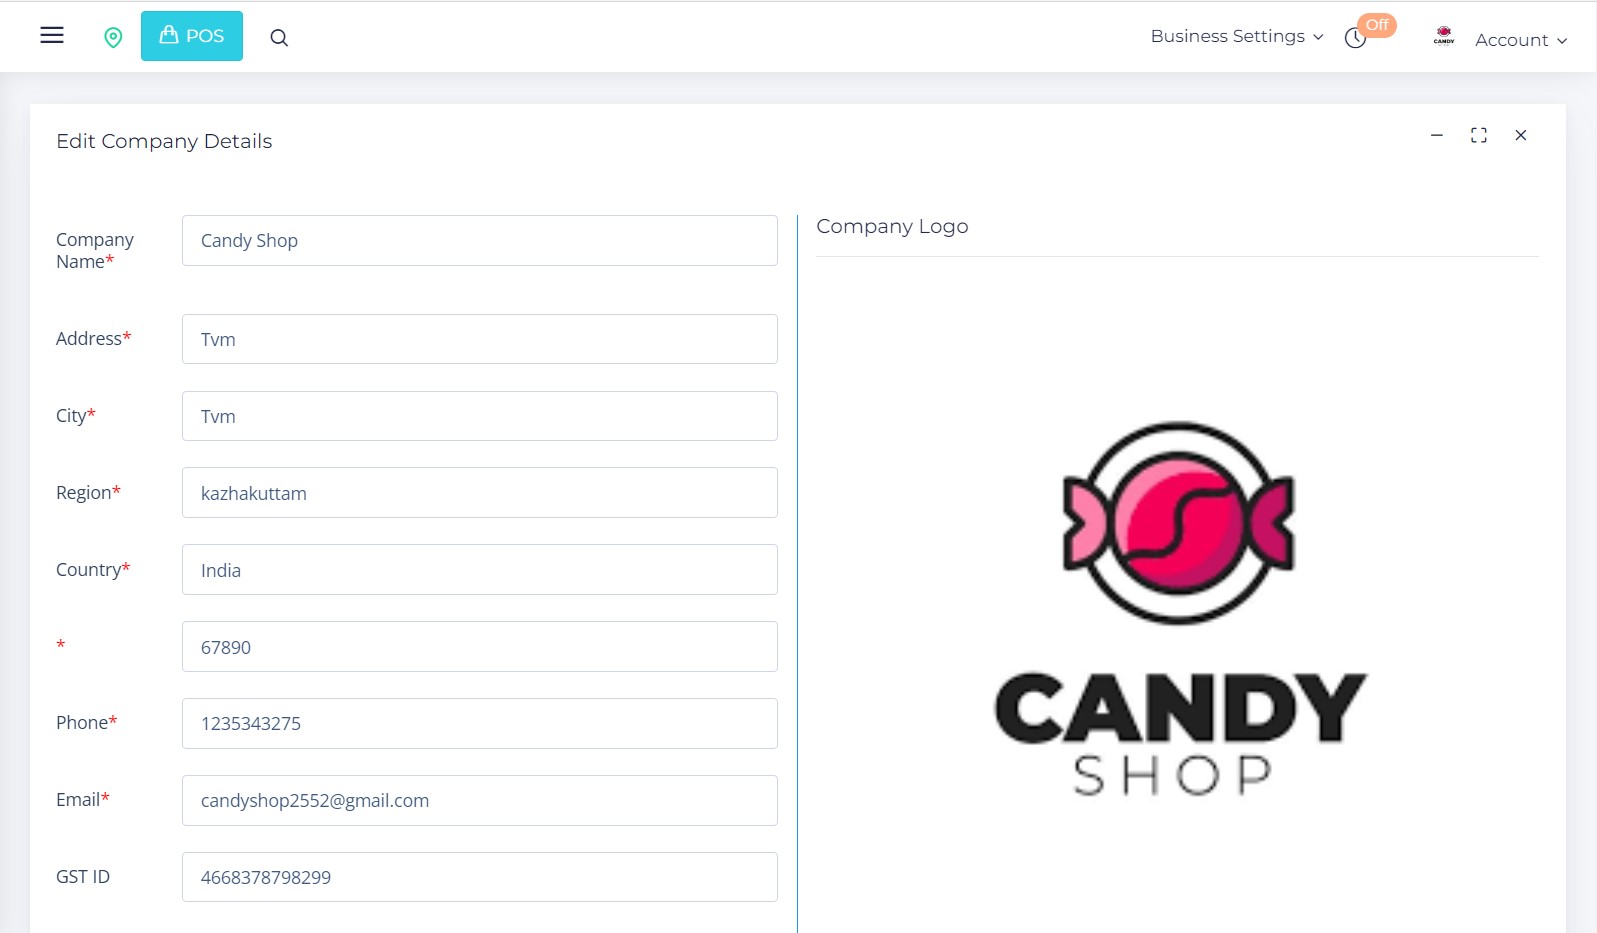 POS
Business Settings
Off
CANDY
Account
Edit Company Details
Company Name*
Candy Shop
Address*
Tvm
City*
Tvm
Region*
kazhakuttam
Country*
India
*
67890
Phone*
1235343275
Email*
candyshop2552@gmail.com
GST ID
4668378798299
Company Logo
CANDY
SHOP